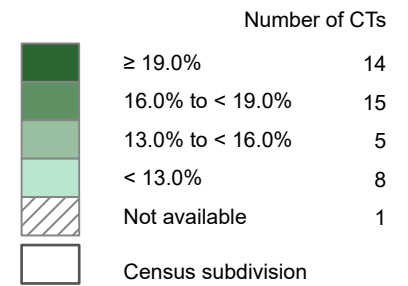 Number of CTs
≥ 19.0% 14
16.0% to < 19.0% 15
13.0% to < 16.0% 5
< 13.0% 8
Not available 1
Census subdivision